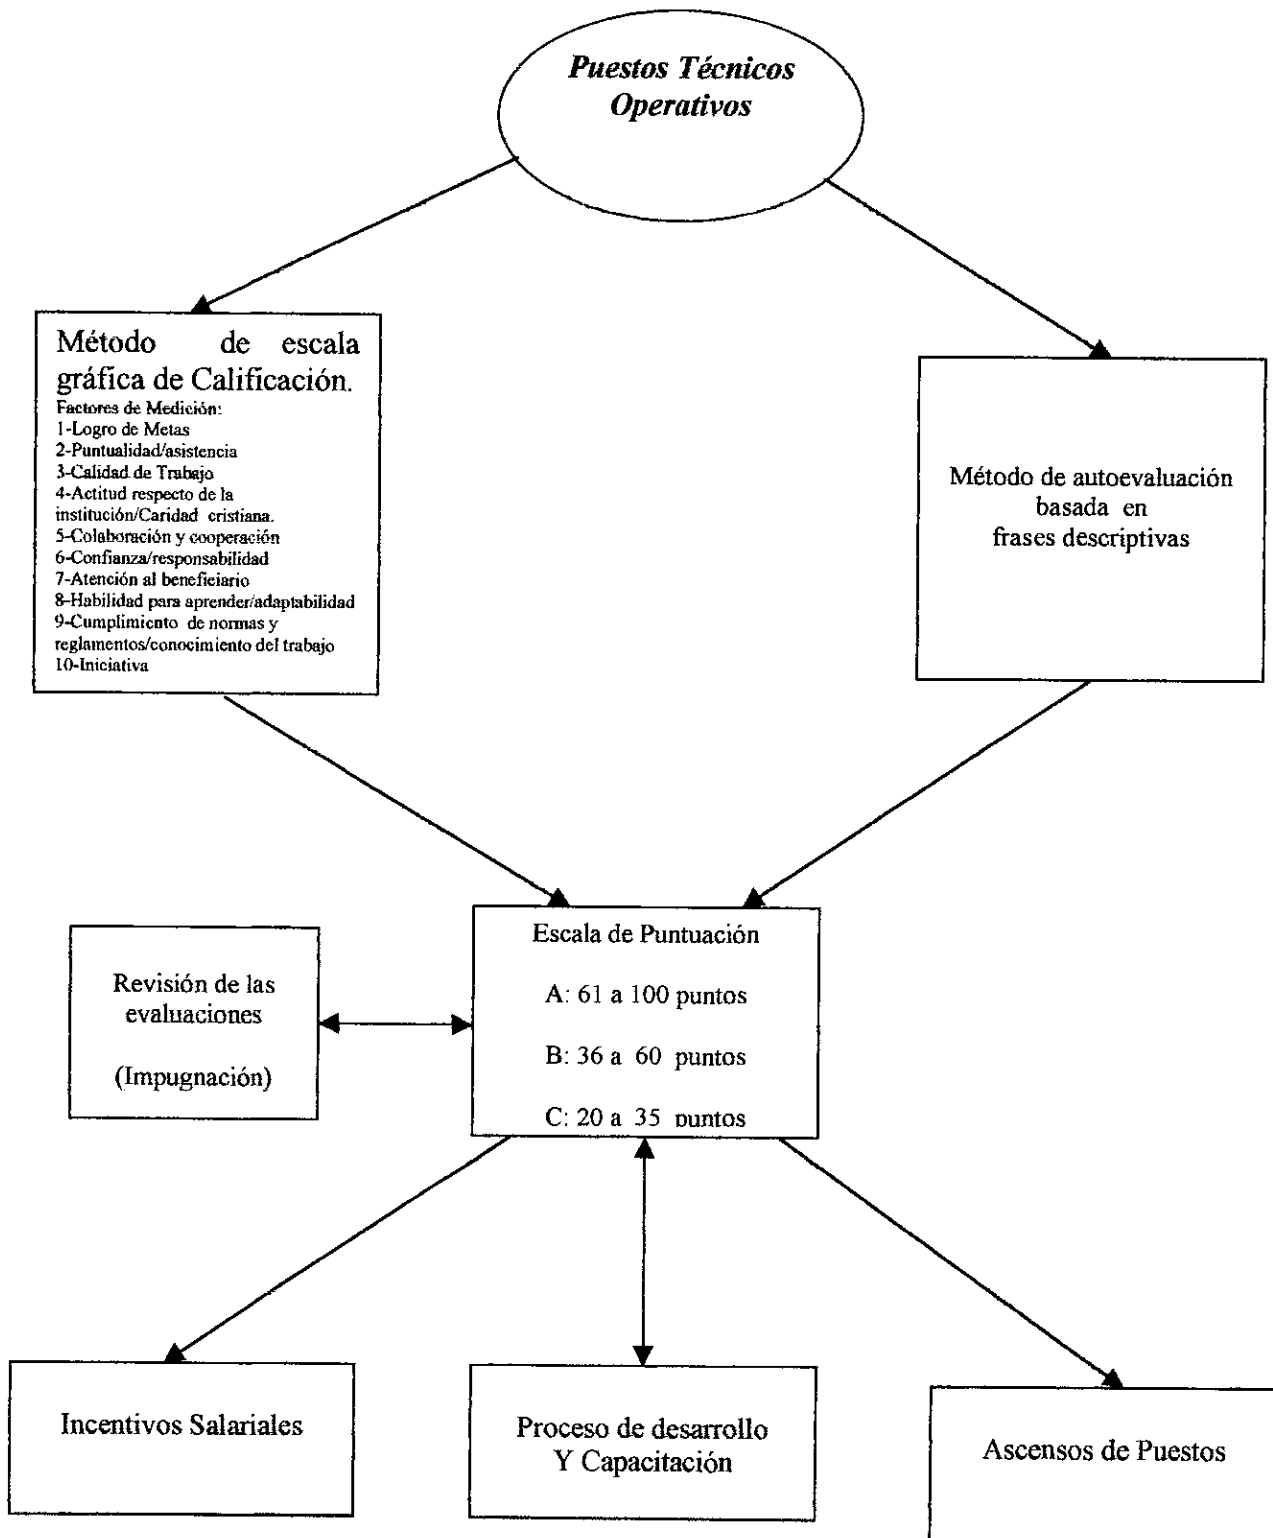 Puestos Técnicos
Operativos
Método de escala
gráfica de Calificación.
Factores de Medición:
1-Logro de Metas
2-Puntualidad/asistencia
3-Calidad de Trabajo
4-Actitud respecto de la
institución/Caridad cristiana.
5-Colaboración y cooperación
6-Confianza/responsabilidad
7-Atención al beneficiario
8-Habilidad para aprender/adaptabilidad
9-Cumplimiento de normas y
reglamentos/conocimiento del trabajo
10-Iniciativa
Método de autoevaluación
basada en
frases descriptivas
Revisión de las
evaluaciones
(Impugnación)
Escala de Puntuación
A: 61 a 100 puntos
B: 36 a 60 puntos
C: 20 a 35 puntos
Incentivos Salariales
Proceso de desarrollo
Y Capacitación
Ascensos de Puestos